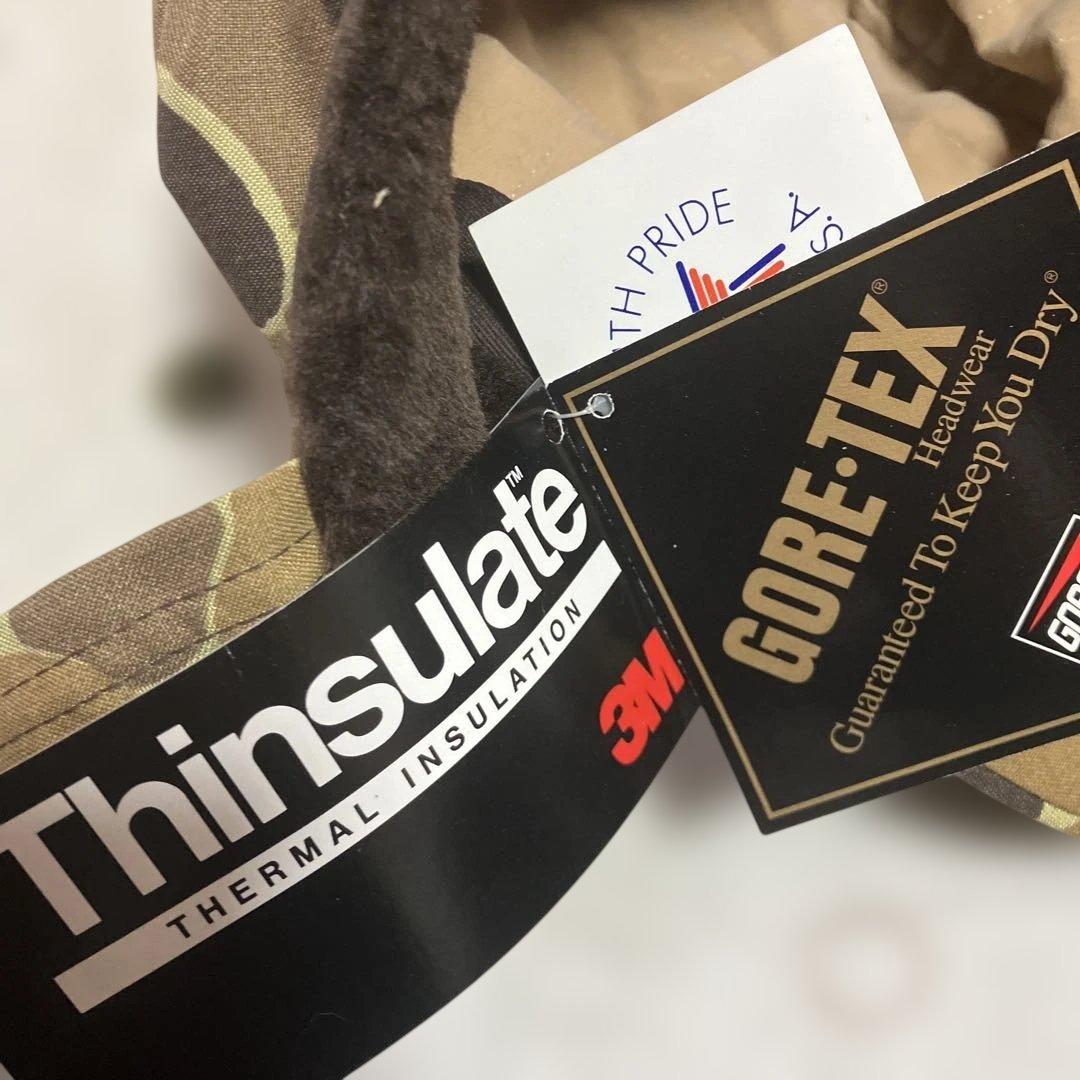 TH PRIDE
S.A.
GORE-TEX®
Headwear
Guaranteed To Keep You Dry®
Thinsulate™
THERMAL INSULATION
3M